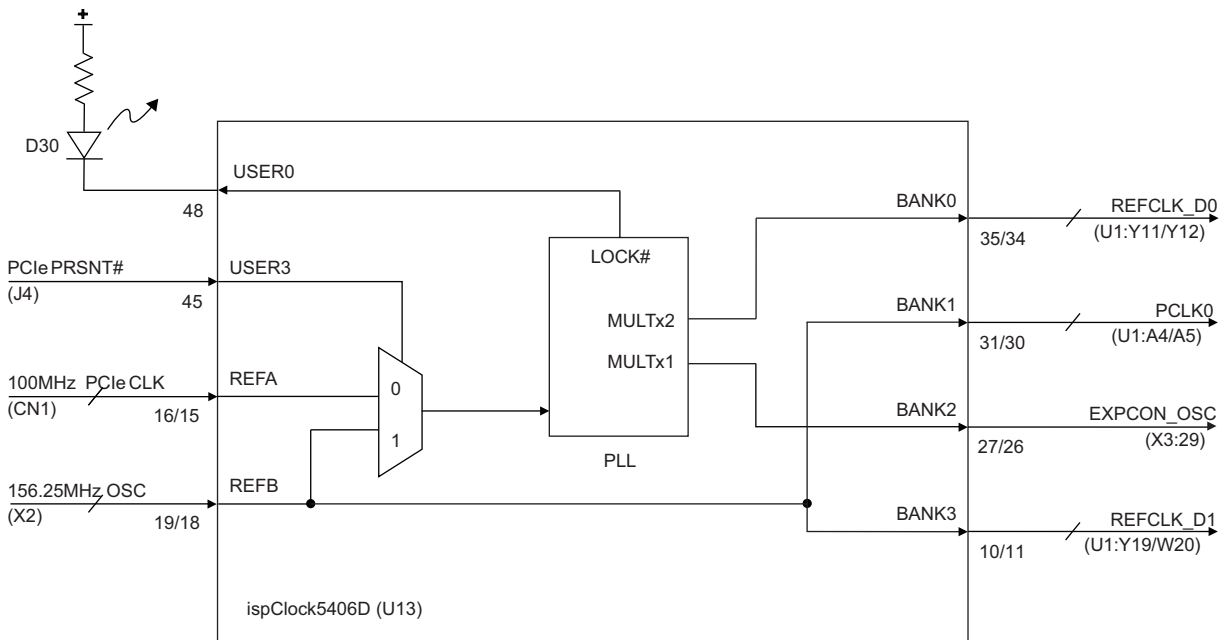 +
D30
USER0
48
PCIe PRSNT#
(J4)
USER3
45
100MHz PCIe CLK
(CN1)
REFA
16/15
156.25MHz OSC
(X2)
REFB
19/18
0
1
LOCK#
MULTx2
MULTx1
PLL
BANK0
35/34
REFCLK_D0
(U1:Y11/Y12)
BANK1
31/30
PCLK0
(U1:A4/A5)
BANK2
27/26
EXPCON_OSC
(X3:29)
BANK3
10/11
REFCLK_D1
(U1:Y19/W20)
ispClock5406D (U13)